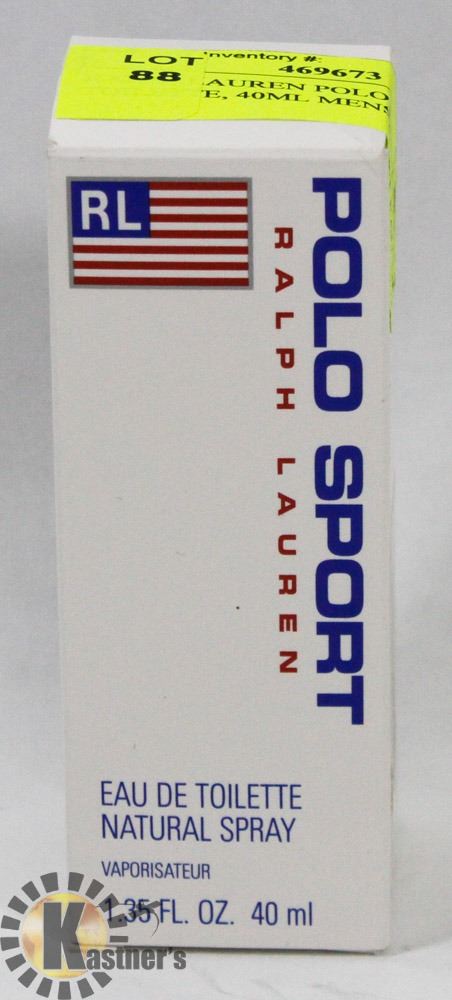 LOT
88
Inventory #:
469673
LAUREN POLO
40ML MENS
RL
POLO SPORT
RALPH LAUREN
EAU DE TOILETTE
NATURAL SPRAY
VAPORISATEUR
1.35 FL. OZ. 40 ml
Kastner's